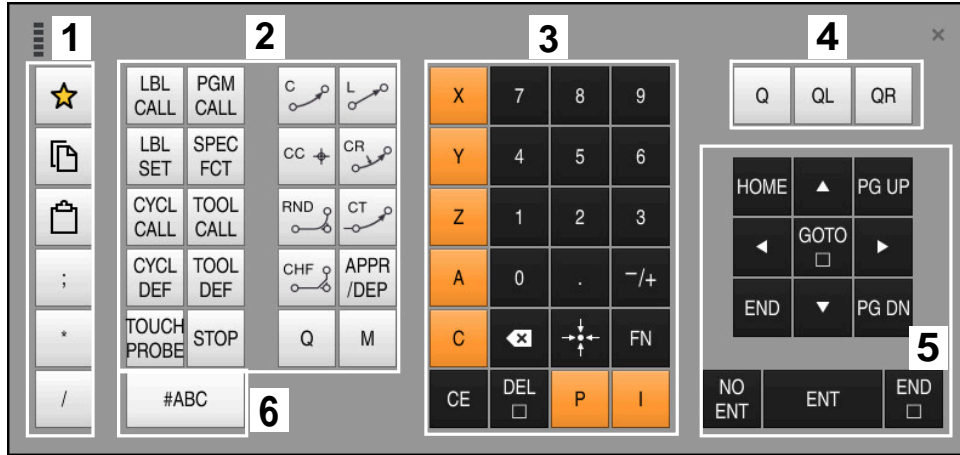 1
2
3
4
LBL CALL
PGM CALL
C
L
X
7
8
9
Q
QL
QR
LBL SET
SPEC FCT
CC
CR
Y
4
5
6
HOME
PG UP
CYCL CALL
TOOL CALL
RND
CT
Z
1
2
3
GOTO
;
CYCL DEF
TOOL DEF
CHF
APPR /DEP
A
0
.
-/+
END
PG DN
*
TOUCH PROBE
STOP
Q
M
C
FN
5
/
#ABC
6
CE
DEL
P
I
NO ENT
ENT
END